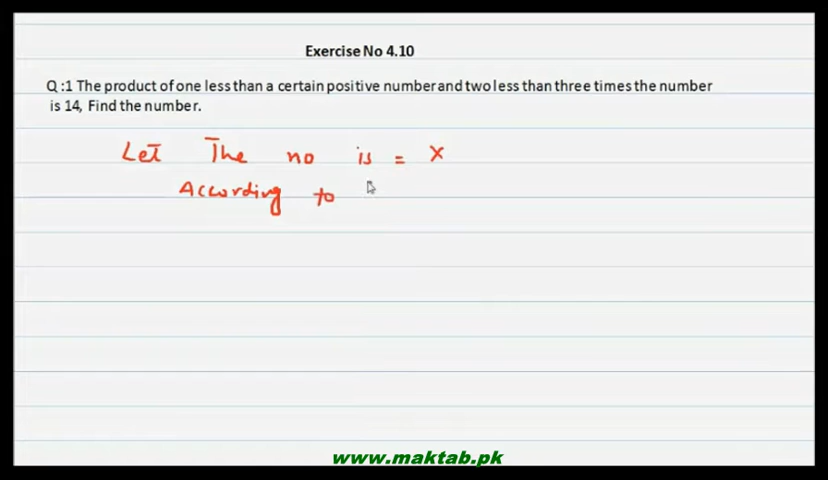 Exercise No 4.10
Q :1 The product of one less than a certain positive number and two less than three times the number
is 14, Find the number.
Let The no is = x
According to
www.maktab.pk